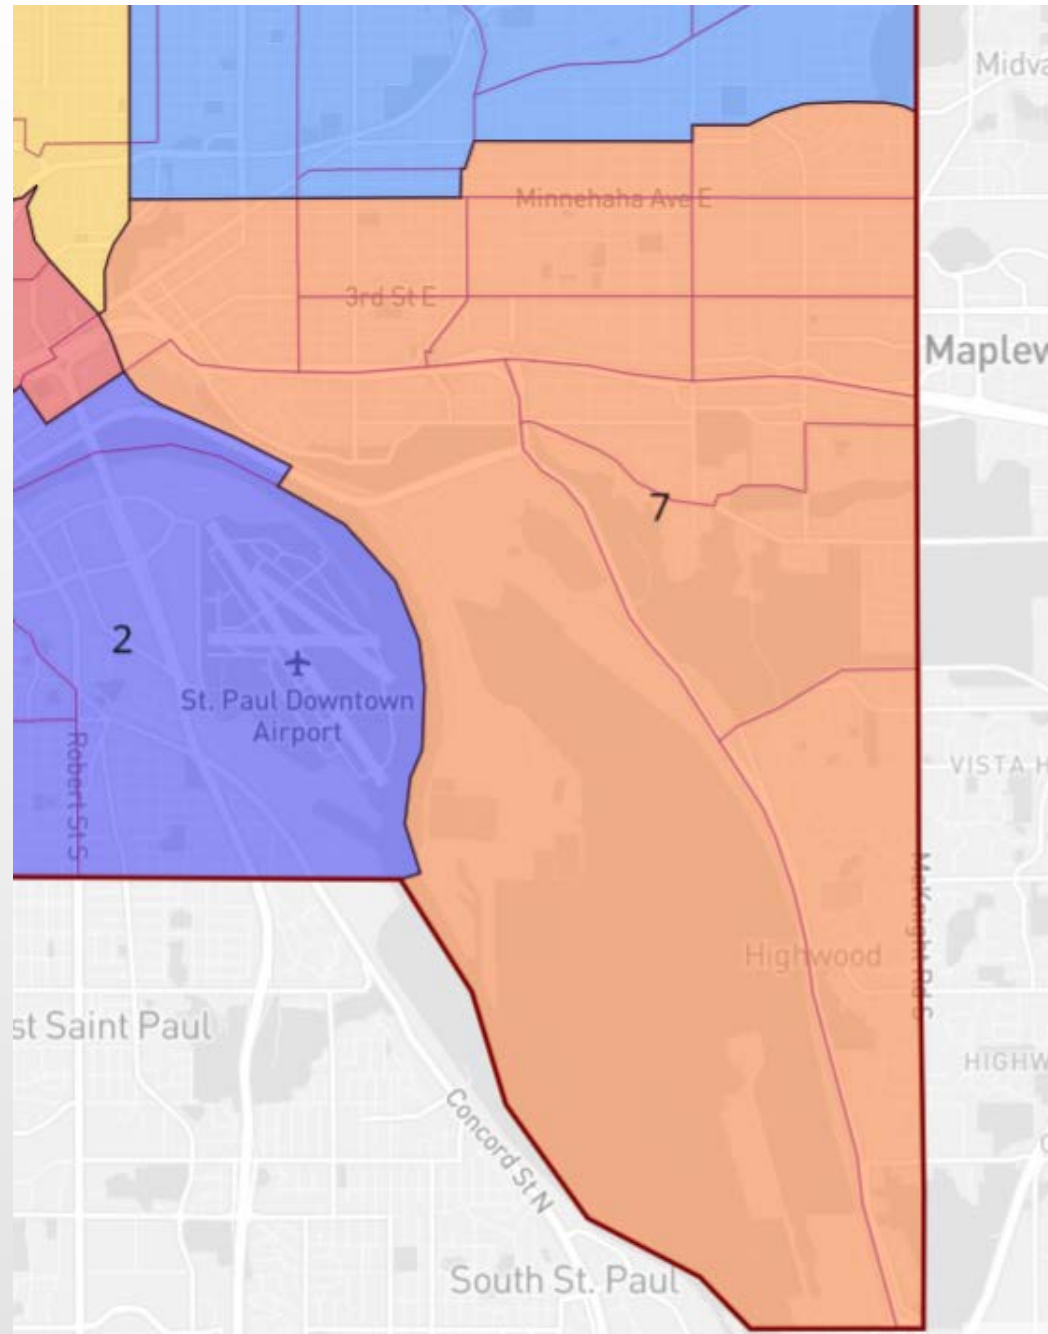 Midva
Minnehaha Ave E
3rd St E
Maplew
7
2
St. Paul Downtown
Airport
Robert St S
VISTA H
McKnight Rd S
Highwood
st Saint Paul
HIGHW
Concord St N
South St. Paul